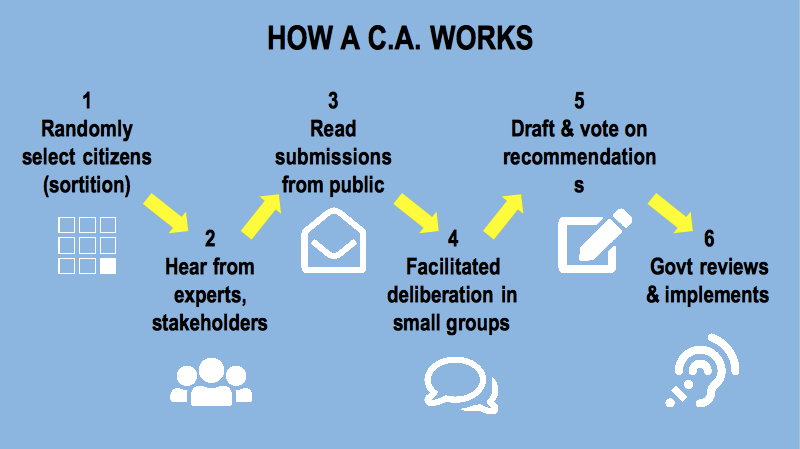 HOW A C.A. WORKS
1
Randomly
select citizens
(sortition)
2
Hear from
experts,
stakeholders
3
Read
submissions
from public
4
Facilitated
deliberation in
small groups
5
Draft & vote on
recommendation
s
6
Govt reviews
& implements